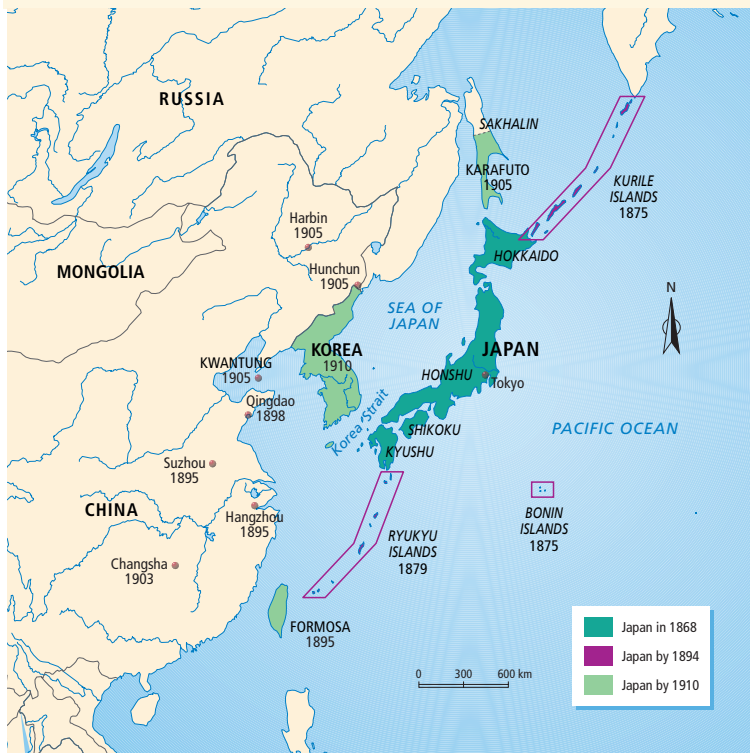 RUSSIA
SAKHALIN
KARAFUTO
1905
KURILE
ISLANDS
1875
Harbin
1905
HOKKAIDO
MONGOLIA
Hunchun
1905
N
SEA OF
JAPAN
KOREA
1910
JAPAN
KWANTUNG
1905
HONSHU
Tokyo
Qingdao
1898
Korea Strait
SHIKOKU
PACIFIC OCEAN
KYUSHU
Suzhou
1895
CHINA
Hangzhou
1895
BONIN
ISLANDS
1875
RYUKYU
ISLANDS
1879
Changsha
1903
FORMOSA
1895
Japan in 1868
Japan by 1894
Japan by 1910
0 300 600 km